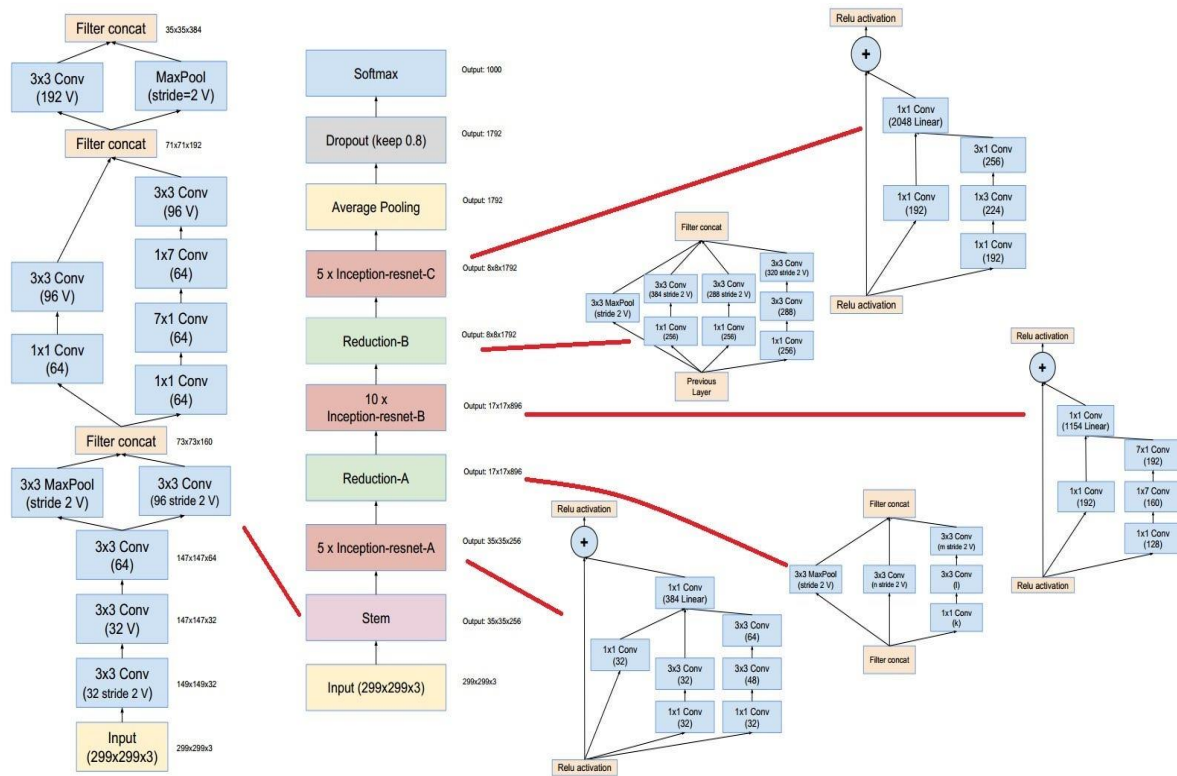 Filter concat
35x35x384
3x3 Conv
(192 V)
MaxPool
(stride=2 V)
Filter concat
71x71x192
3x3 Conv
(96 V)
1x7 Conv
(64)
3x3 Conv
(96 V)
7x1 Conv
(64)
1x1 Conv
(64)
1x1 Conv
(64)
Filter concat
73x73x160
3x3 MaxPool
(stride 2 V)
3x3 Conv
(96 stride 2 V)
3x3 Conv
(64)
147x147x64
3x3 Conv
(32 V)
147x147x32
3x3 Conv
(32 stride 2 V)
149x149x32
Input
(299x299x3)
299x299x3
Softmax
Output: 1000
Dropout (keep 0.8)
Output: 1792
Average Pooling
Output: 1792
5 x Inception-resnet-C
Output: 8x8x1792
Reduction-B
Output: 8x8x1792
10 x
Inception-resnet-B
Output: 17x17x896
Reduction-A
Output: 17x17x896
5 x Inception-resnet-A
Output: 35x35x256
Stem
Output: 35x35x256
Input (299x299x3)
299x299x3
Relu activation
+
1x1 Conv
(2048 Linear)
3x1 Conv
(256)
1x1 Conv
(192)
1x3 Conv
(224)
1x1 Conv
(192)
Relu activation
Filter concat
3x3 Conv
(320 stride 2 V)
3x3 Conv
(384 stride 2 V)
3x3 Conv
(288 stride 2 V)
3x3 MaxPool
(stride 2 V)
3x3 Conv
(288)
1x1 Conv
(256)
1x1 Conv
(256)
1x1 Conv
(256)
Previous
Layer
Relu activation
+
1x1 Conv
(1154 Linear)
7x1 Conv
(192)
1x1 Conv
(192)
1x7 Conv
(160)
1x1 Conv
(128)
Relu activation
Filter concat
3x3 Conv
(m stride 2 V)
3x3 MaxPool
(stride 2 V)
3x3 Conv
(n stride 2 V)
3x3 Conv
(l)
1x1 Conv
(k)
Filter concat
Relu activation
+
1x1 Conv
(384 Linear)
3x3 Conv
(64)
1x1 Conv
(32)
3x3 Conv
(32)
3x3 Conv
(48)
1x1 Conv
(32)
1x1 Conv
(32)
Relu activation